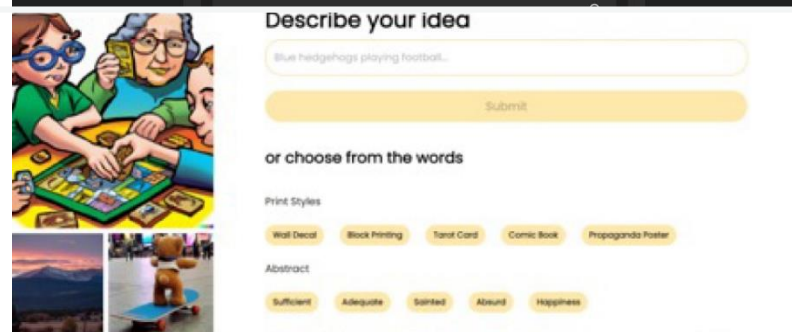 Describe your idea
Blue hedgehogs playing football...
Submit
or choose from the words
Print Styles
Wall Decal Block Printing Tarot Card Comic Book Propaganda Poster
Abstract
Sufficient Adequate Sainted Absurd Happiness